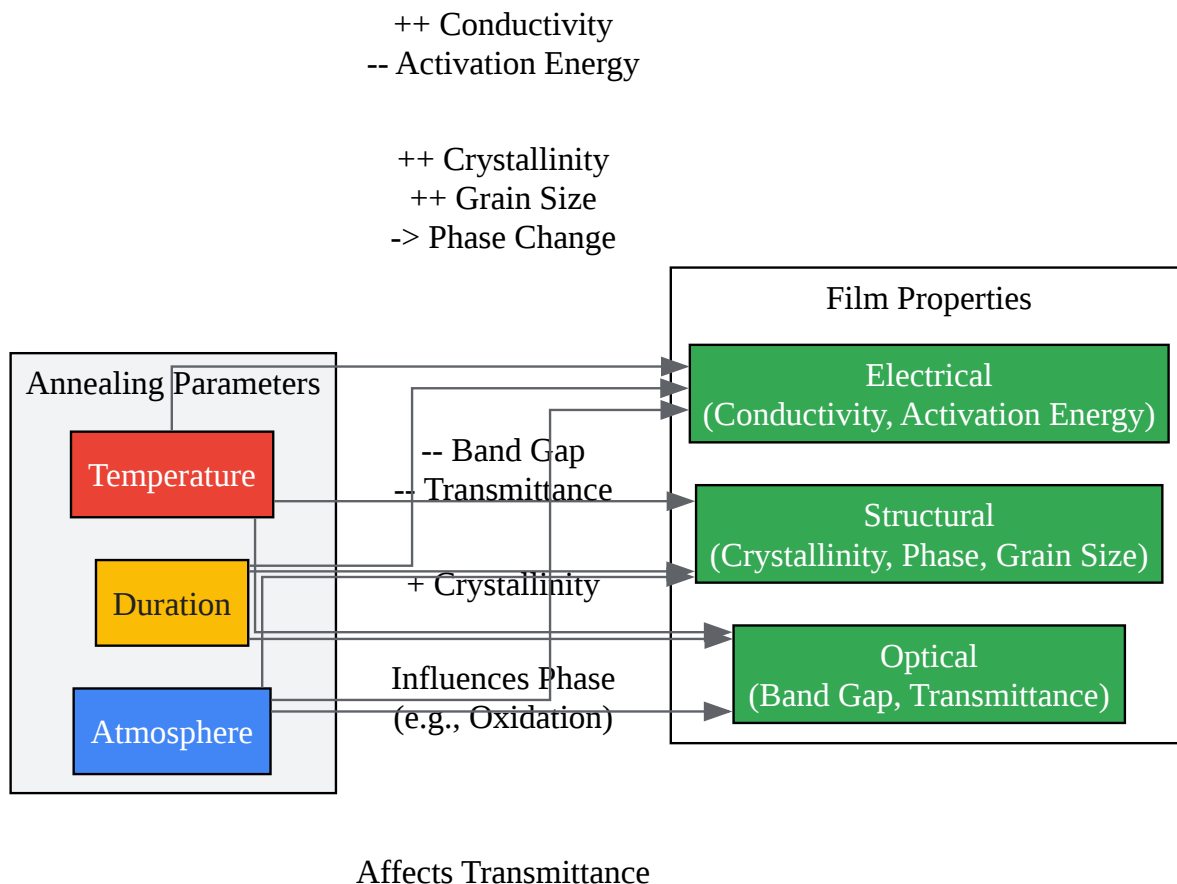 ++ Conductivity
-- Activation Energy
++ Crystallinity
++ Grain Size
-> Phase Change
Film Properties
Annealing Parameters
Electrical
(Conductivity, Activation Energy)
Temperature
-- Band Gap
-- Transmittance
Structural
(Crystallinity, Phase, Grain Size)
Duration
+ Crystallinity
Optical
(Band Gap, Transmittance)
Atmosphere
Influences Phase
(e.g., Oxidation)
Affects Transmittance